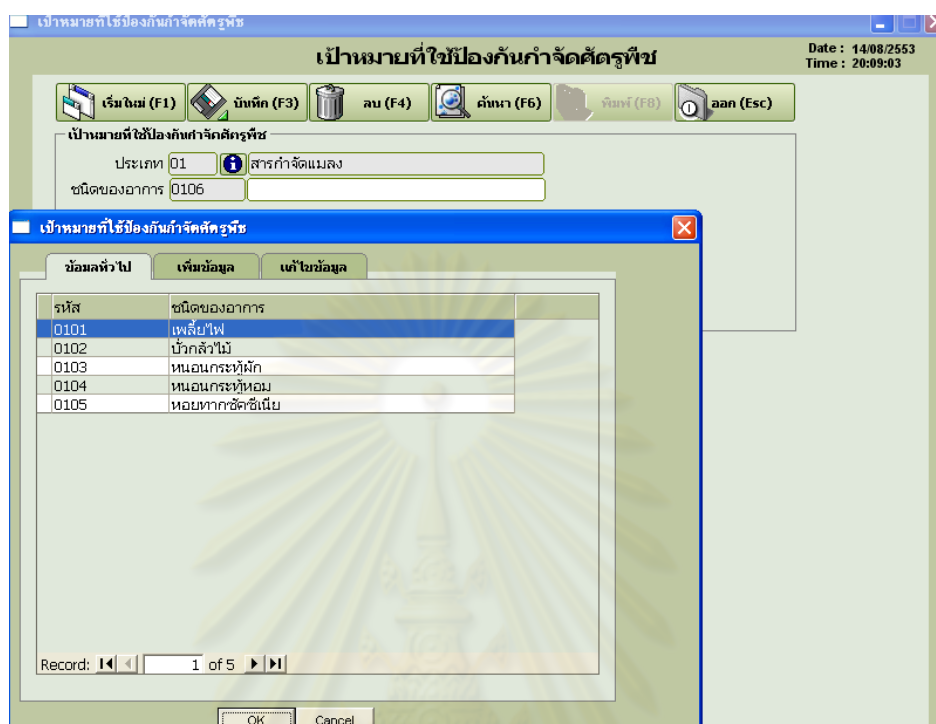 เป้าหมายที่ใช้ป้องกันกำจัดศัตรูพืช
เป้าหมายที่ใช้ป้องกันกำจัดศัตรูพืช
Date : 14/08/2553
Time : 20:09:03
เริ่มใหม่ (F1) บันทึก (F3) ลบ (F4) ค้นหา (F6) พิมพ์ (F8) ออก (Esc)
เป้าหมายที่ใช้ป้องกันกำจัดศัตรูพืช
ประเภท 01 สารกำจัดแมลง
ชนิดของอาการ 0106
เป้าหมายที่ใช้ป้องกันกำจัดศัตรูพืช
ข้อมูลทั่วไป เพิ่มข้อมูล แก้ไขข้อมูล
รหัส ชนิดของอาการ
0101 เพลี้ยไฟ
0102 บั่วกล้วไม้
0103 หนอนกระทู้ผัก
0104 หนอนกระทู้หอม
0105 หอยทากซัคซีเนีย
Record: 1 of 5
OK Cancel